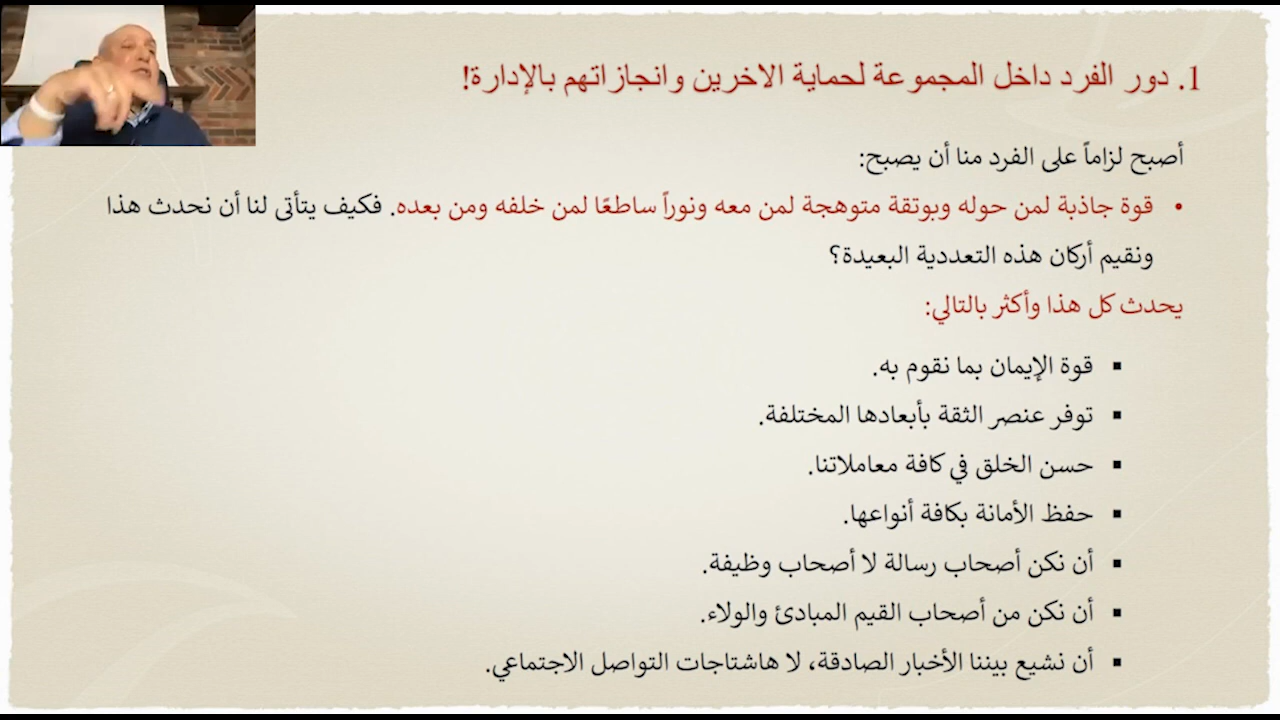 1. دور الفرد داخل المجموعة لحماية الاخرين وانجازاتهم بالإدارة!
أصبح لزاماً على الفرد منا أن يصبح:
• قوة جاذبة لمن حوله وبوتقة متوهجة لمن معه ونوراً ساطعًا لمن خلفه ومن بعده. فكيف يتأتى لنا أن نحدث هذا
ونقيم أركان هذه التعددية البعيدة؟
يحدث كل هذا وأكثر بالتالي:
▪ قوة الإيمان بما نقوم به.
▪ توفر عنصر الثقة بأبعادها المختلفة.
▪ حسن الخلق في كافة معاملاتنا.
▪ حفظ الأمانة بكافة أنواعها.
▪ أن نكن أصحاب رسالة لا أصحاب وظيفة.
▪ أن نكن من أصحاب القيم المبادئ والولاء.
▪ أن نشيع بيننا الأخبار الصادقة، لا هاشتاجات التواصل الاجتماعي.